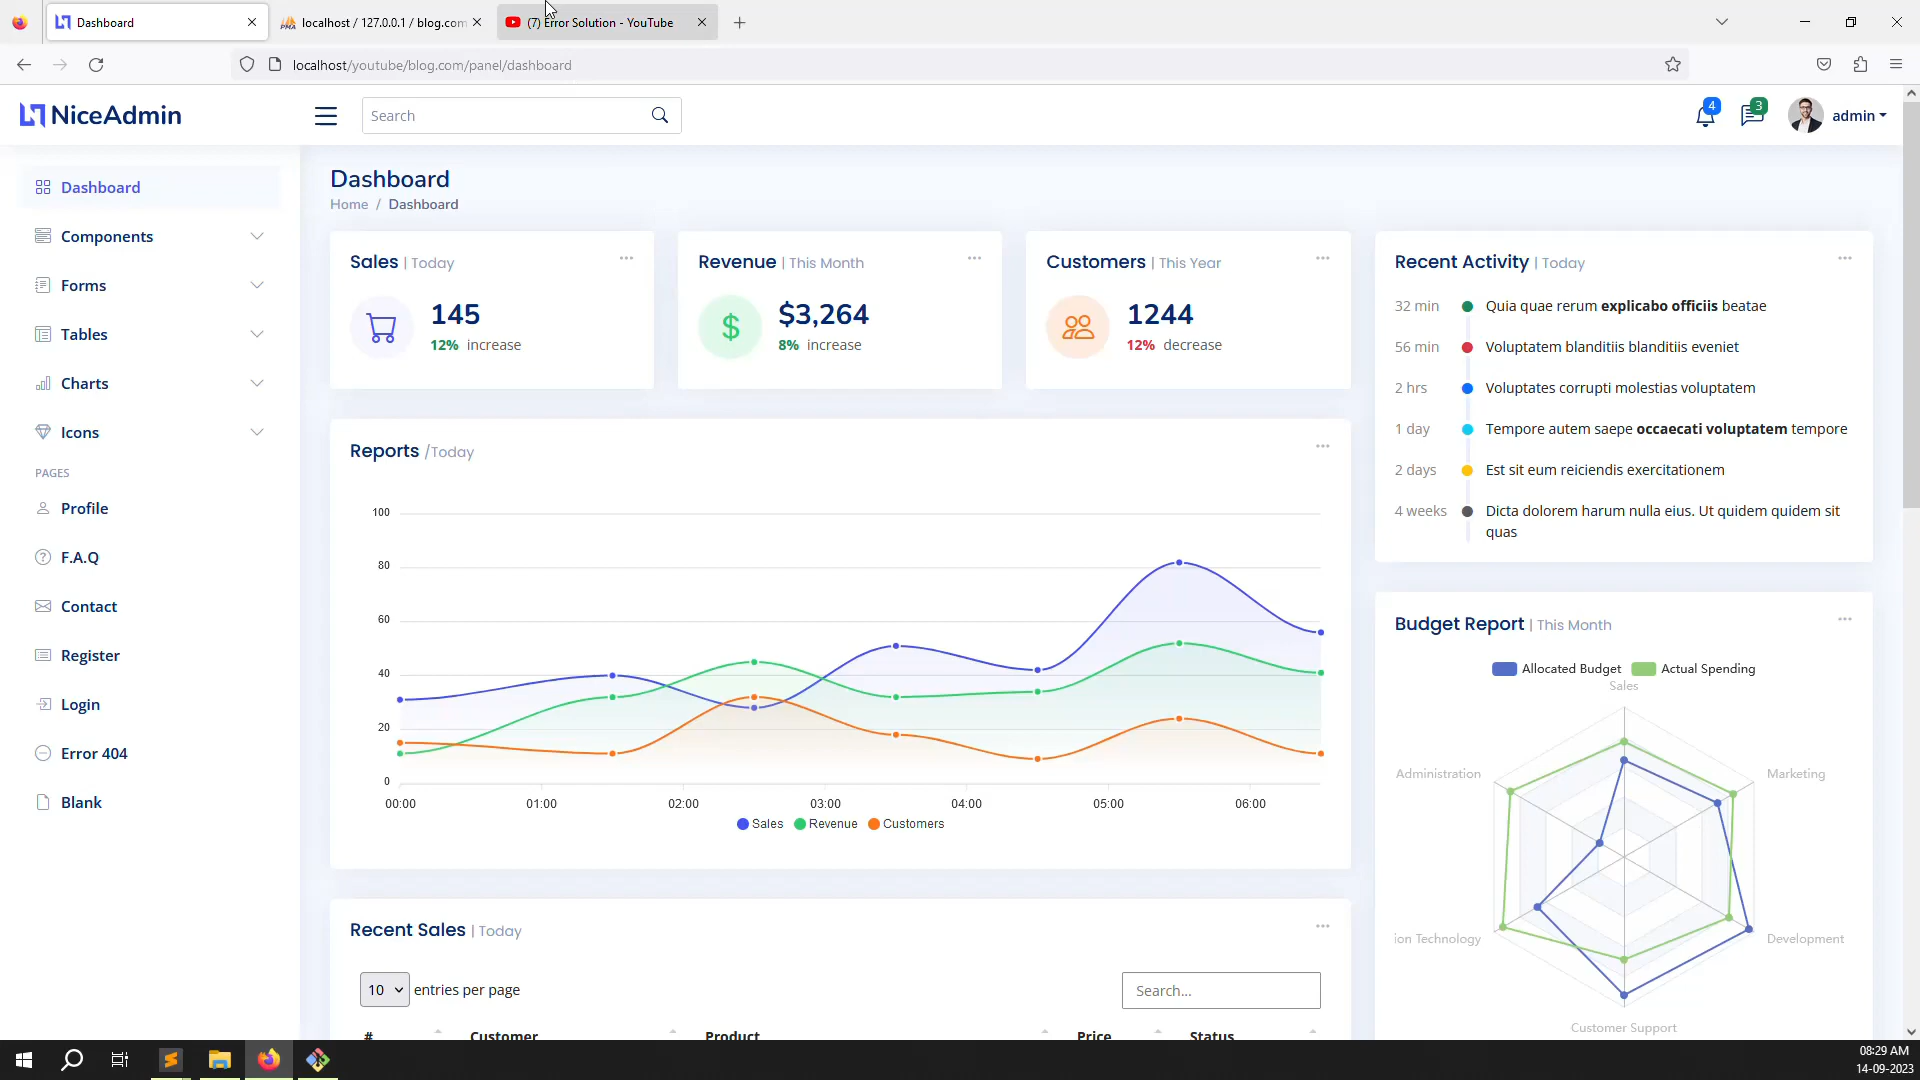 Dashboard
localhost / 127.0.0.1 / blog.com
(7) Error Solution - YouTube
localhost/youtube/blog.com/panel/dashboard
NiceAdmin
Search
4
3
admin
Dashboard
Components
Forms
Tables
Charts
Icons
PAGES
Profile
F.A.Q
Contact
Register
Login
Error 404
Blank
Dashboard
Home / Dashboard
Sales | Today
145
12% increase
Revenue | This Month
$3,264
8% increase
Customers | This Year
1244
12% decrease
Reports /Today
100
80
60
40
20
0
00:00 01:00 02:00 03:00 04:00 05:00 06:00
Sales Revenue Customers
Recent Sales | Today
10 entries per page
Search...
# Customer Product Price Status
Recent Activity | Today
32 min Quia quae rerum explicabo officiis beatae
56 min Voluptatem blanditiis blanditiis eveniet
2 hrs Voluptates corrupti molestias voluptatem
1 day Tempore autem saepe occaecati voluptatem tempore
2 days Est sit eum reiciendis exercitationem
4 weeks Dicta dolorem harum nulla eius. Ut quidem quidem sit
quas
Budget Report | This Month
Allocated Budget Actual Spending
Sales
Administration Marketing
ion Technology Development
Customer Support
08:29 AM
14-09-2023